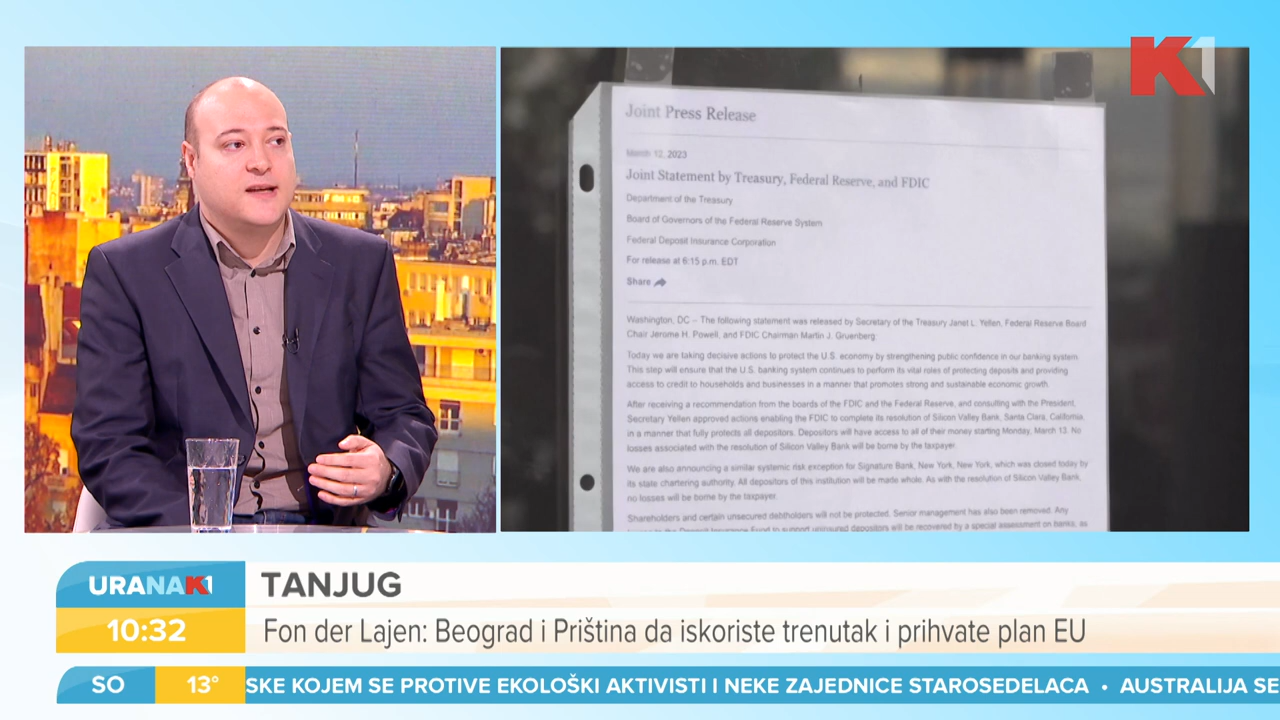 K1
Joint Press Release
March 12, 2023
Joint Statement by Treasury, Federal Reserve, and FDIC
Department of the Treasury
Board of Governors of the Federal Reserve System
Federal Deposit Insurance Corporation
For release at 6:15 p.m. EDT
Share
Washington, DC – The following statement was released by Secretary of the Treasury Janet L. Yellen, Federal Reserve Board
Chair Jerome H. Powell, and FDIC Chairman Martin J. Gruenberg:
Today we are taking decisive actions to protect the U.S. economy by strengthening public confidence in our banking system.
This step will ensure that the U.S. banking system continues to perform its vital roles of protecting deposits and providing
access to credit to households and businesses in a manner that promotes strong and sustainable economic growth.
After receiving a recommendation from the boards of the FDIC and the Federal Reserve, and consulting with the President,
Secretary Yellen approved actions enabling the FDIC to complete its resolution of Silicon Valley Bank, Santa Clara, California,
in a manner that fully protects all depositors. Depositors will have access to all of their money starting Monday, March 13. No
losses associated with the resolution of Silicon Valley Bank will be borne by the taxpayer.
We are also announcing a similar systemic risk exception for Signature Bank, New York, New York, which was closed today by
its state chartering authority. All depositors of this institution will be made whole. As with the resolution of Silicon Valley Bank,
no losses will be borne by the taxpayer.
Shareholders and certain unsecured debtholders will not be protected. Senior management has also been removed. Any
to support uninsured depositors will be recovered by a special assessment on banks, as
URANAK1
TANJUG
10:32
Fon der Lajen: Beograd i Priština da iskoriste trenutak i prihvate plan EU
SO
13°
SKE KOJEM SE PROTIVE EKOLOŠKI AKTIVISTI I NEKE ZAJEDNICE STAROSEDELACA • AUSTRALIJA SE